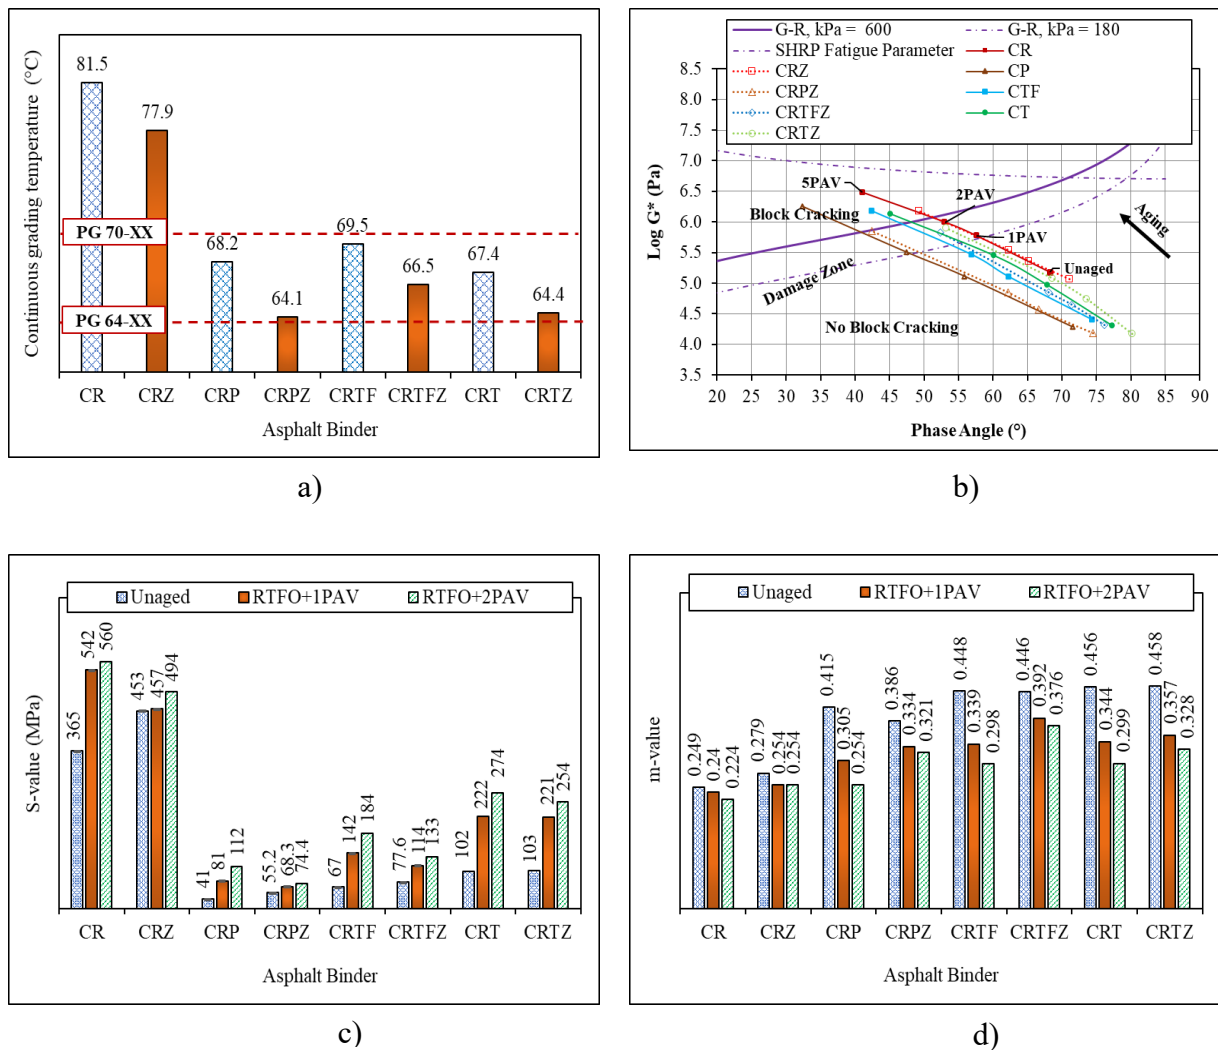 Continuous grading temperature (°C)
81.5
77.9
68.2
64.1
69.5
66.5
67.4
64.4
PG 70-XX
PG 64-XX
CR CRZ CRP CRPZ CRTF CRTFZ CRT CRTZ
Asphalt Binder
a)
G-R, kPa = 600
G-R, kPa = 180
SHRP Fatigue Parameter
CR
CRZ
CP
CRPZ
CTF
CRTFZ
CT
CRTZ
Log G* (Pa)
8.5
8.0
7.5
7.0
6.5
6.0
5.5
5.0
4.5
4.0
3.5
5PAV
2PAV
1PAV
Unaged
Block Cracking
Damage Zone
No Block Cracking
Aging
20 25 30 35 40 45 50 55 60 65 70 75 80 85 90
Phase Angle (°)
b)
Unaged RTFO+1PAV RTFO+2PAV
S-value (MPa)
365 542 560
453 457 494
41 81 112
55.2 68.3 74.4
67 142 184
77.6 114 133
102 222 274
103 221 254
CR CRZ CRP CRPZ CRTF CRTFZ CRT CRTZ
Asphalt Binder
c)
Unaged RTFO+1PAV RTFO+2PAV
m-value
0.249 0.24 0.224
0.279 0.254 0.254
0.415 0.305 0.254
0.386 0.334 0.321
0.448 0.339 0.298
0.446 0.392 0.376
0.456 0.344 0.299
0.458 0.357 0.328
CR CRZ CRP CRPZ CRTF CRTFZ CRT CRTZ
Asphalt Binder
d)